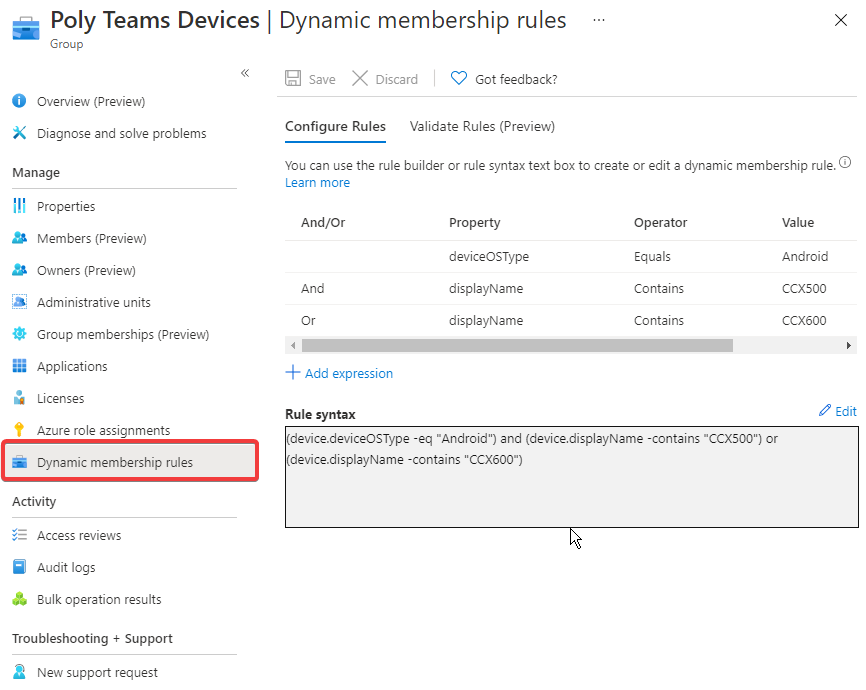 Poly Teams Devices | Dynamic membership rules ...
Group
«
Overview (Preview)
Diagnose and solve problems
Manage
Properties
Members (Preview)
Owners (Preview)
Administrative units
Group memberships (Preview)
Applications
Licenses
Azure role assignments
Dynamic membership rules
Activity
Access reviews
Audit logs
Bulk operation results
Troubleshooting + Support
New support request
Save Discard Got feedback?
Configure Rules Validate Rules (Preview)
You can use the rule builder or rule syntax text box to create or edit a dynamic membership rule.
Learn more
And/Or Property Operator Value
deviceOSType Equals Android
And displayName Contains CCX500
Or displayName Contains CCX600
+ Add expression
Rule syntax Edit
(device.deviceOSType -eq "Android") and (device.displayName -contains "CCX500") or
(device.displayName -contains "CCX600")